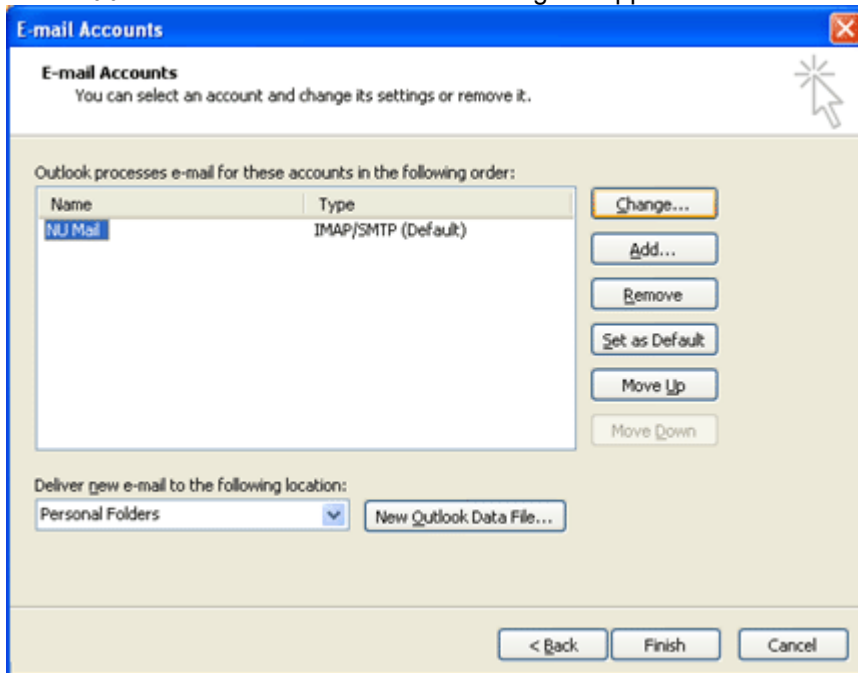 E-mail Accounts
E-mail Accounts
You can select an account and change its settings or remove it.
Outlook processes e-mail for these accounts in the following order:
Name Type
NU Mail IMAP/SMTP (Default)
Change...
Add...
Remove
Set as Default
Move Up
Move Down
Deliver new e-mail to the following location:
Personal Folders New Outlook Data File...
< Back Finish Cancel